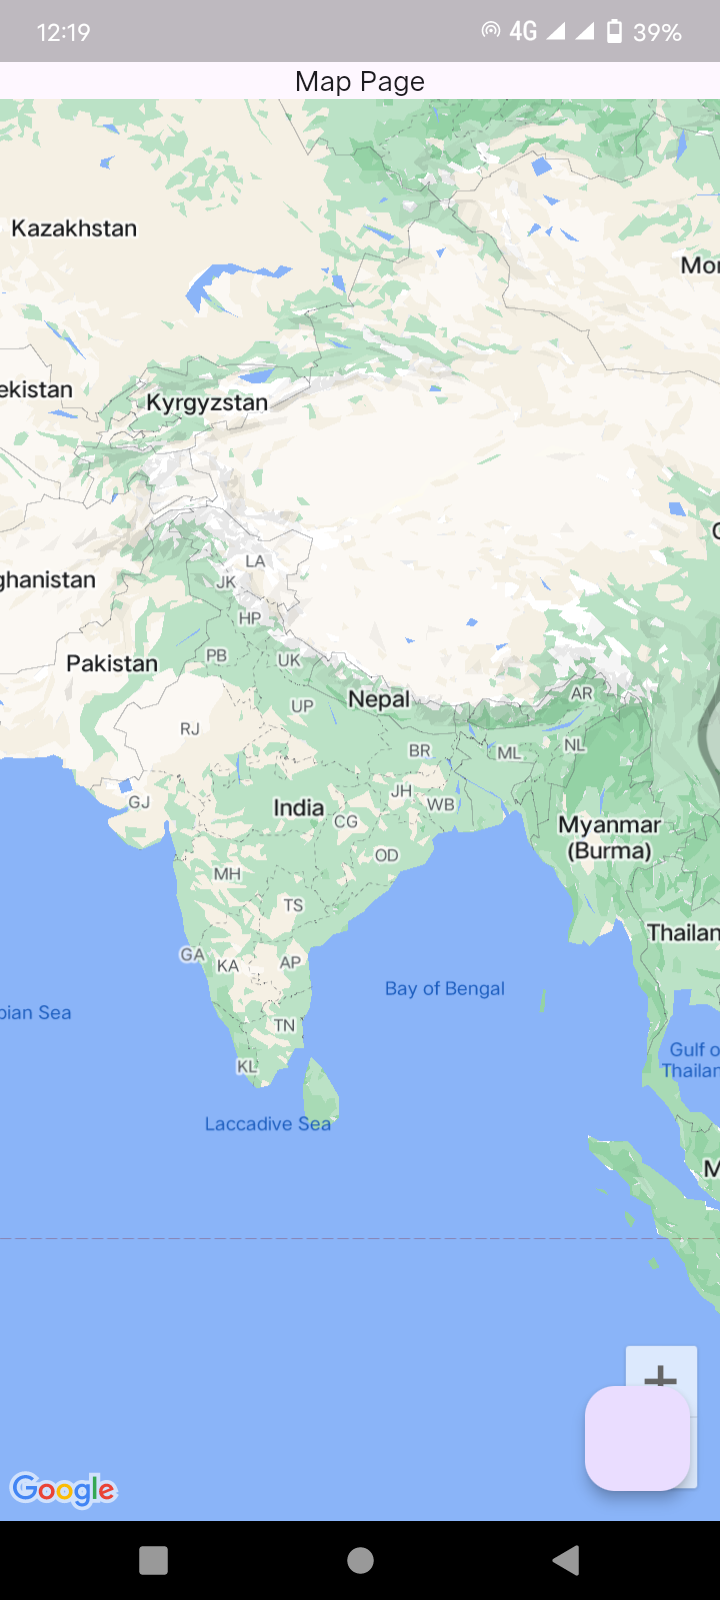 12:19
4G
39%
Map Page
Kazakhstan
Mor
ekistan
Kyrgyzstan
LA
ghanistan
JK
HP
PB
UK
Pakistan
Nepal
AR
UP
RJ
BR
ML
NL
JH
GJ
India
WB
CG
Myanmar
(Burma)
OD
MH
TS
Thailan
GA
KA
AP
Bay of Bengal
bian Sea
TN
Gulf o
Thailan
KL
Laccadive Sea
M
+
Google